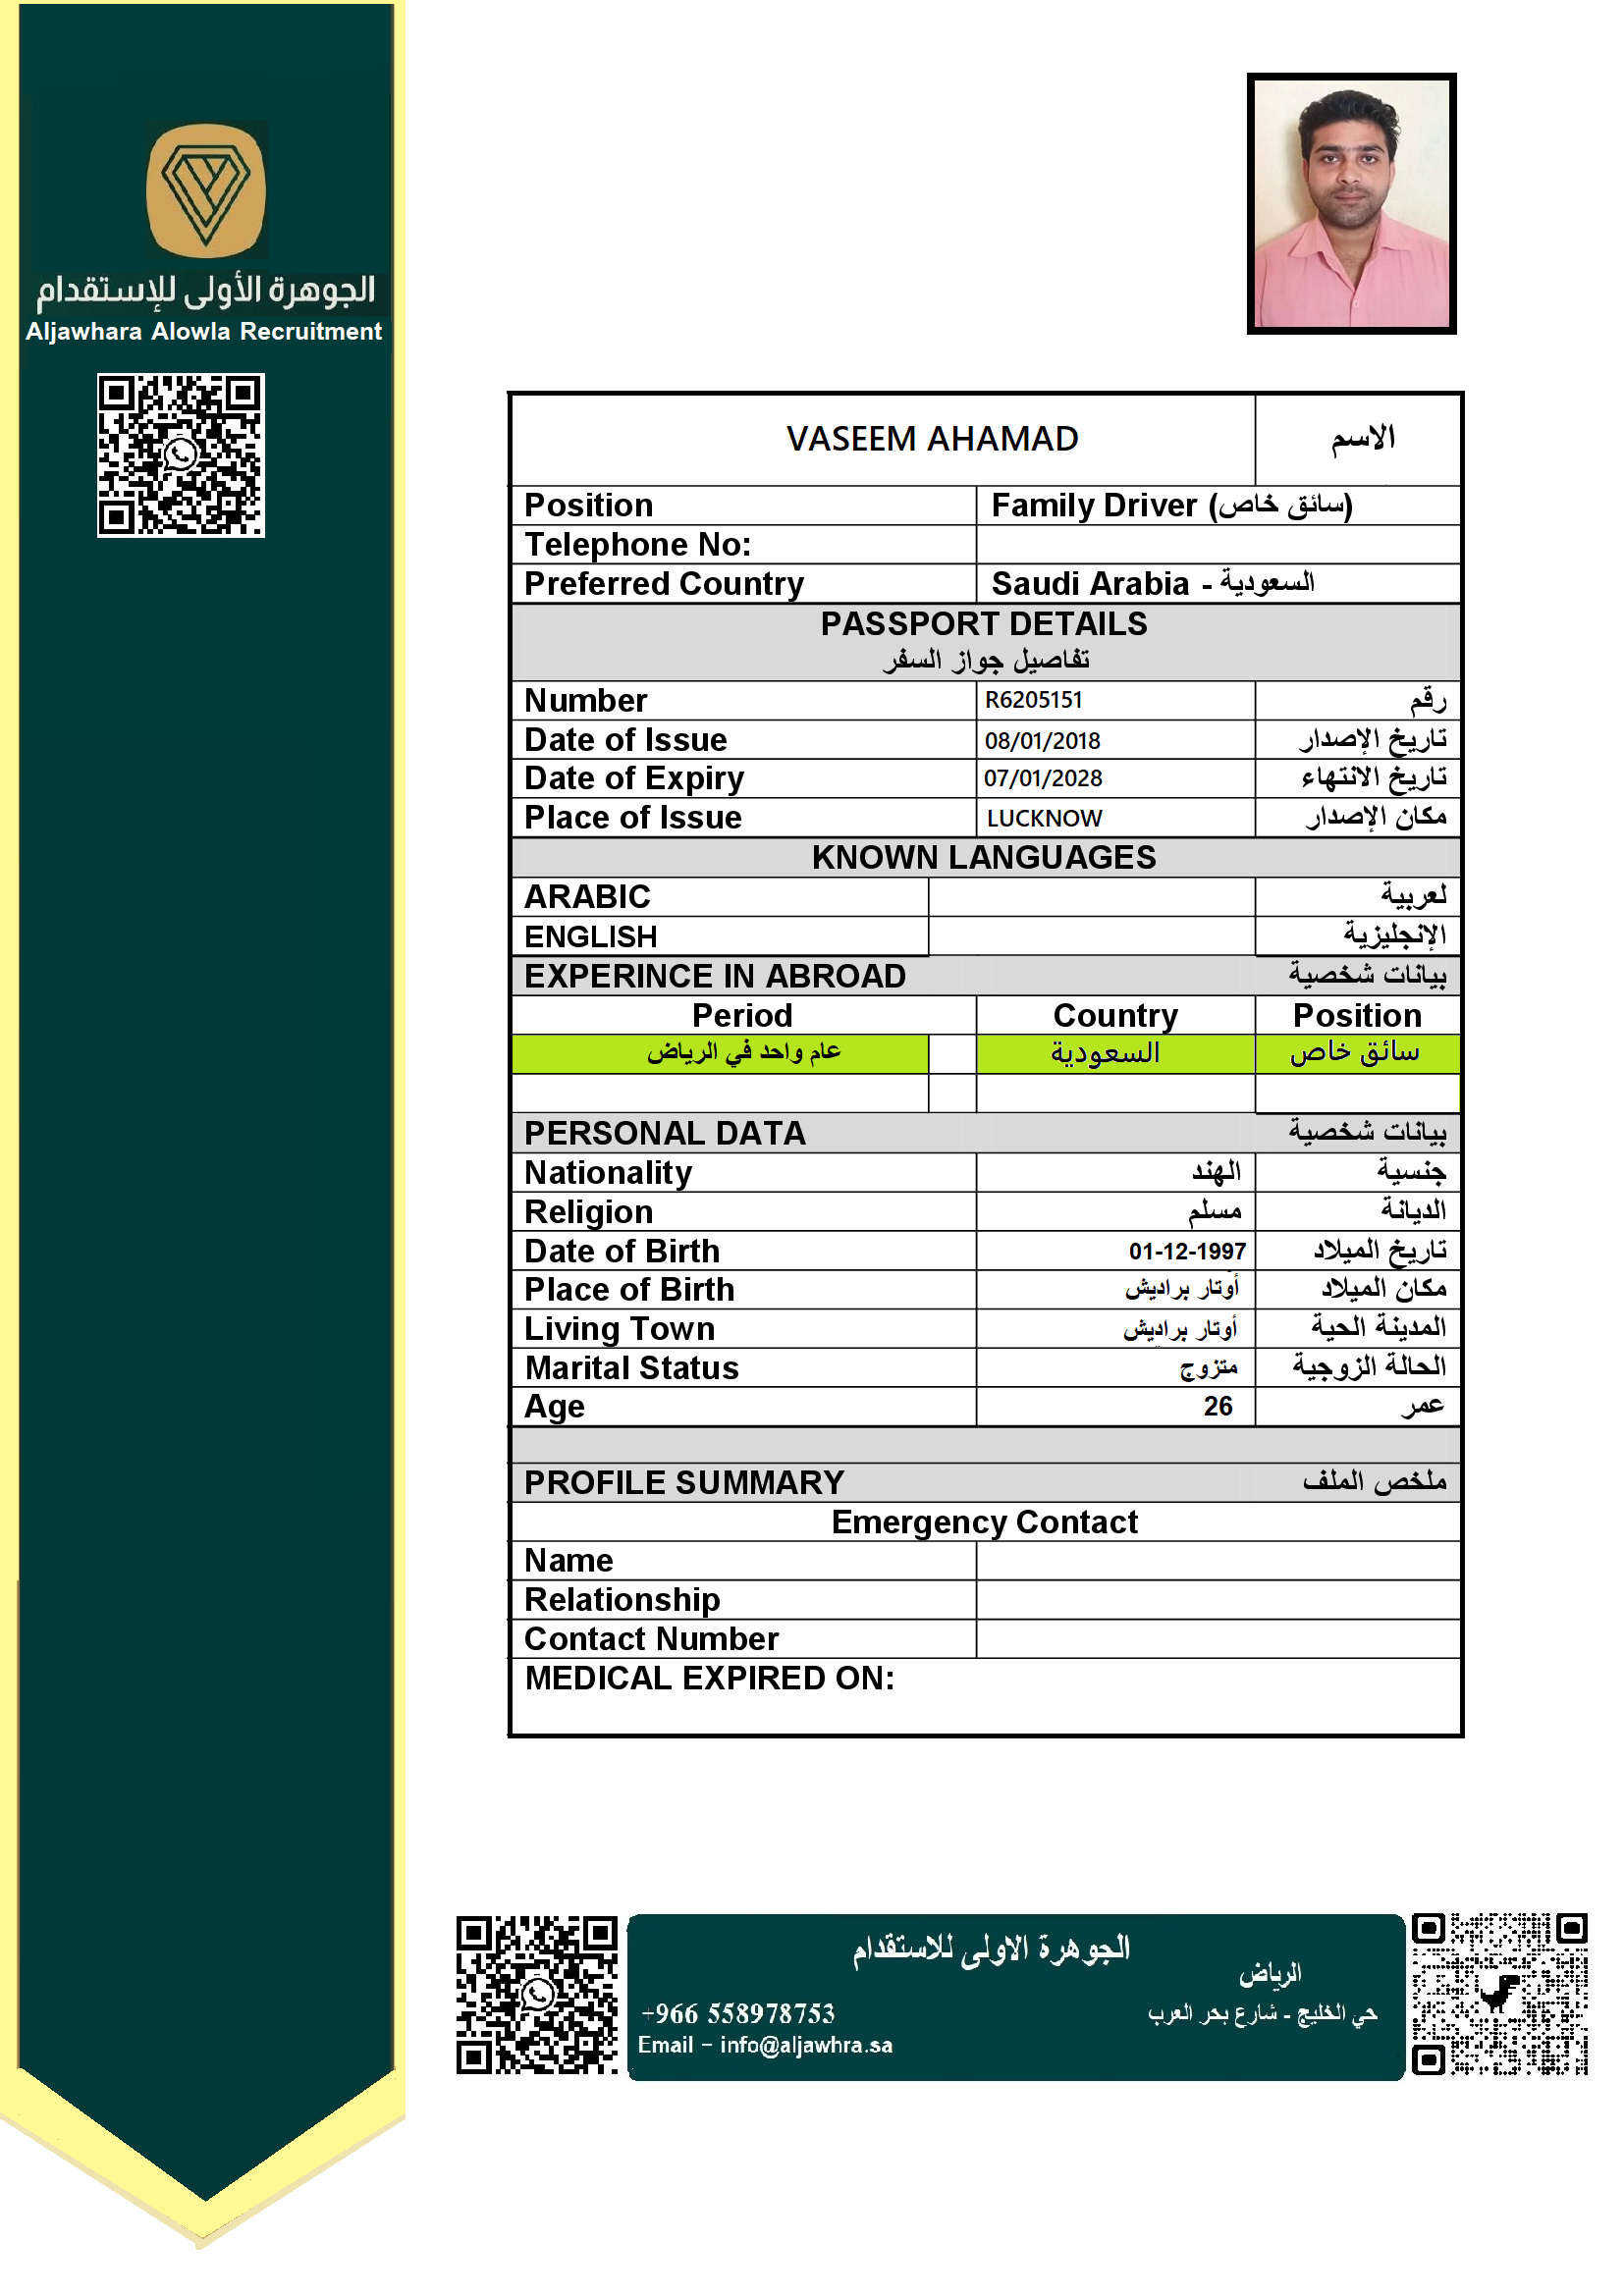 الجوهرة الأولى للإستقدام
Aljawhara Alowla Recruitment
VASEEM AHAMAD الاسم
Position Family Driver (سائق خاص)
Telephone No:
Preferred Country Saudi Arabia - السعودية
PASSPORT DETAILS
تفاصيل جواز السفر
Number R6205151 رقم
Date of Issue 08/01/2018 تاريخ الإصدار
Date of Expiry 07/01/2028 تاريخ الانتهاء
Place of Issue LUCKNOW مكان الإصدار
KNOWN LANGUAGES
ARABIC لعربية
ENGLISH الإنجليزية
EXPERINCE IN ABROAD بيانات شخصية
Period Country Position
عام واحد في الرياض السعودية سائق خاص
PERSONAL DATA بيانات شخصية
Nationality الهند جنسية
Religion مسلم الديانة
Date of Birth 01-12-1997 تاريخ الميلاد
Place of Birth أوتار براديش مكان الميلاد
Living Town أوتار براديش المدينة الحية
Marital Status متزوج الحالة الزوجية
Age 26 عمر
PROFILE SUMMARY ملخص الملف
Emergency Contact
Name
Relationship
Contact Number
MEDICAL EXPIRED ON:
الجوهرة الاولى للاستقدام
الرياض
+966 558978753 حي الخليج - شارع بحر العرب
Email - info@aljawhra.sa